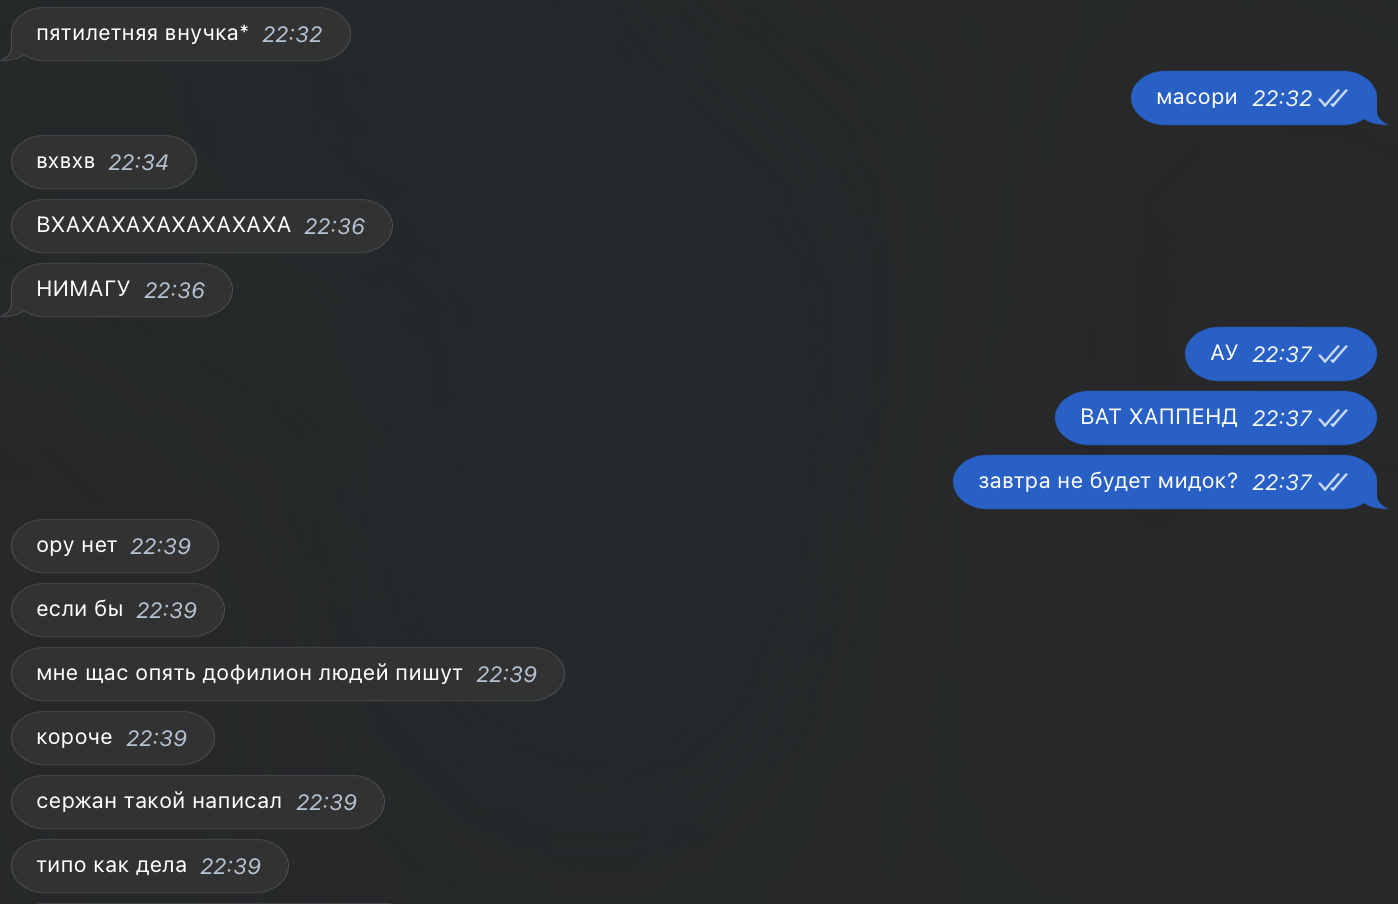 пятилетняя внучка* 22:32
масори 22:32
вхвхв 22:34
ВХАХАХАХАХАХАХАХА 22:36
НИМАГУ 22:36
АУ 22:37
ВАТ ХАППЕНД 22:37
завтра не будет мидок? 22:37
ору нет 22:39
если бы 22:39
мне щас опять дофилион людей пишут 22:39
короче 22:39
сержан такой написал 22:39
типо как дела 22:39